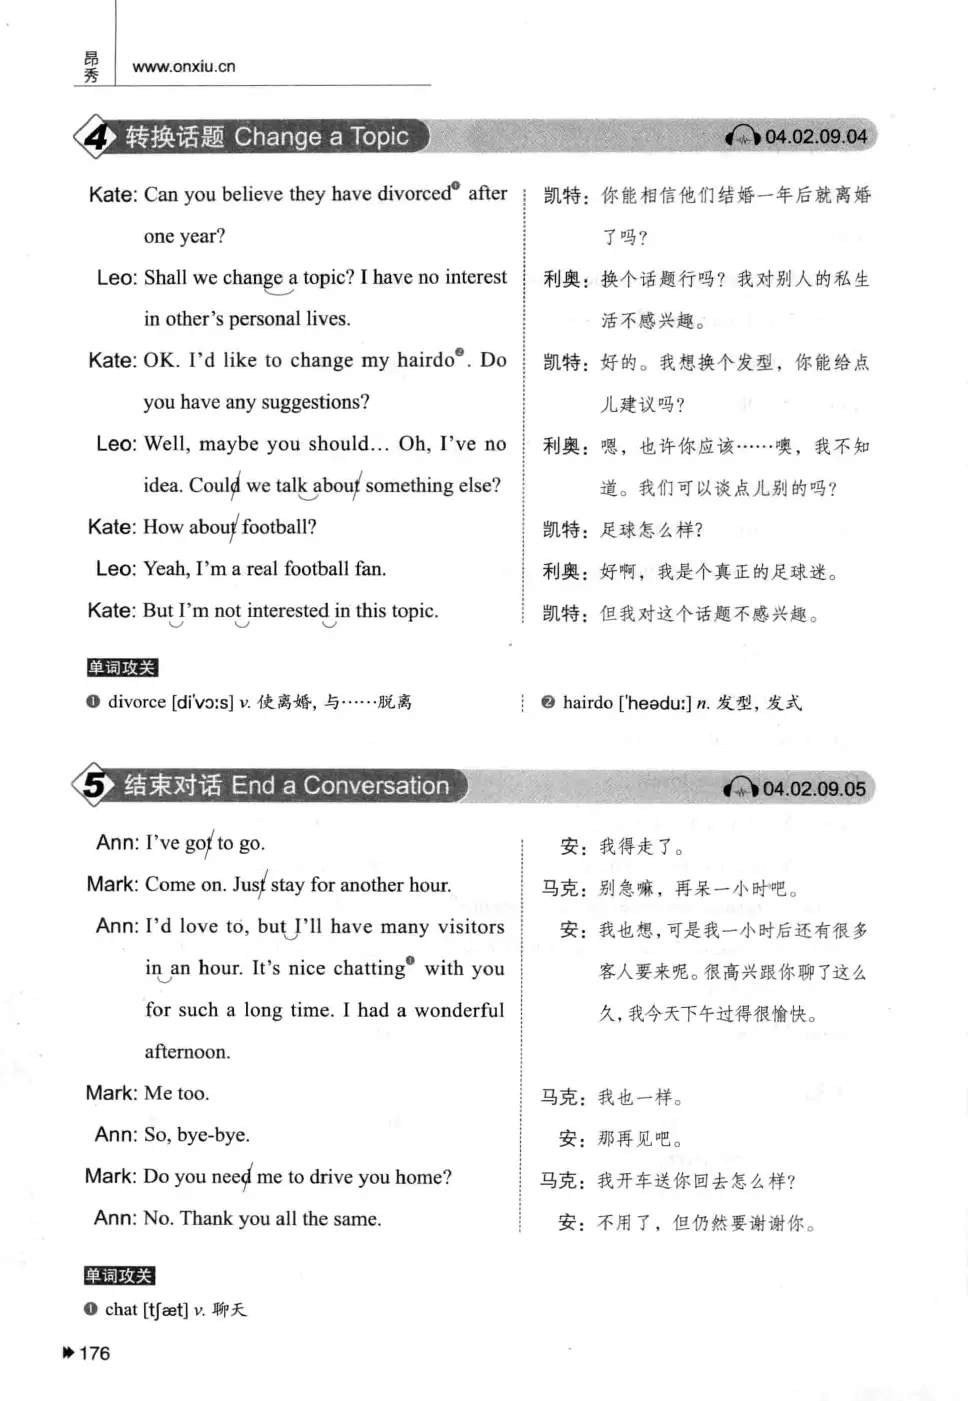 昂秀
www.onxiu.cn
4 转换话题 Change a Topic
04.02.09.04
Kate: Can you believe they have divorced❶ after
one year?
Leo: Shall we change a topic? I have no interest
in other's personal lives.
Kate: OK. I'd like to change my hairdo❷. Do
you have any suggestions?
Leo: Well, maybe you should... Oh, I've no
idea. Could we talk about something else?
Kate: How about football?
Leo: Yeah, I'm a real football fan.
Kate: But I'm not interested in this topic.
凯特：你能相信他们结婚一年后就离婚
了吗？
利奥：换个话题行吗？我对别人的私生
活不感兴趣。
凯特：好的。我想换个发型，你能给点
儿建议吗？
利奥：嗯，也许你应该……噢，我不知
道。我们可以谈点儿别的吗？
凯特：足球怎么样？
利奥：好啊，我是个真正的足球迷。
凯特：但我对这个话题不感兴趣。
单词攻关
❶ divorce [di'vɔ:s] v. 使离婚, 与……脱离
❷ hairdo ['heədu:] n. 发型, 发式
5 结束对话 End a Conversation
04.02.09.05
Ann: I've got to go.
Mark: Come on. Just stay for another hour.
Ann: I'd love to, but I'll have many visitors
in an hour. It's nice chatting❶ with you
for such a long time. I had a wonderful
afternoon.
Mark: Me too.
Ann: So, bye-bye.
Mark: Do you need me to drive you home?
Ann: No. Thank you all the same.
安：我得走了。
马克：别急嘛，再呆一小时吧。
安：我也想，可是我一小时后还有很多
客人要来呢。很高兴跟你聊了这么
久，我今天下午过得很愉快。
马克：我也一样。
安：那再见吧。
马克：我开车送你回去怎么样？
安：不用了，但仍然要谢谢你。
单词攻关
❶ chat [tʃæt] v. 聊天
176